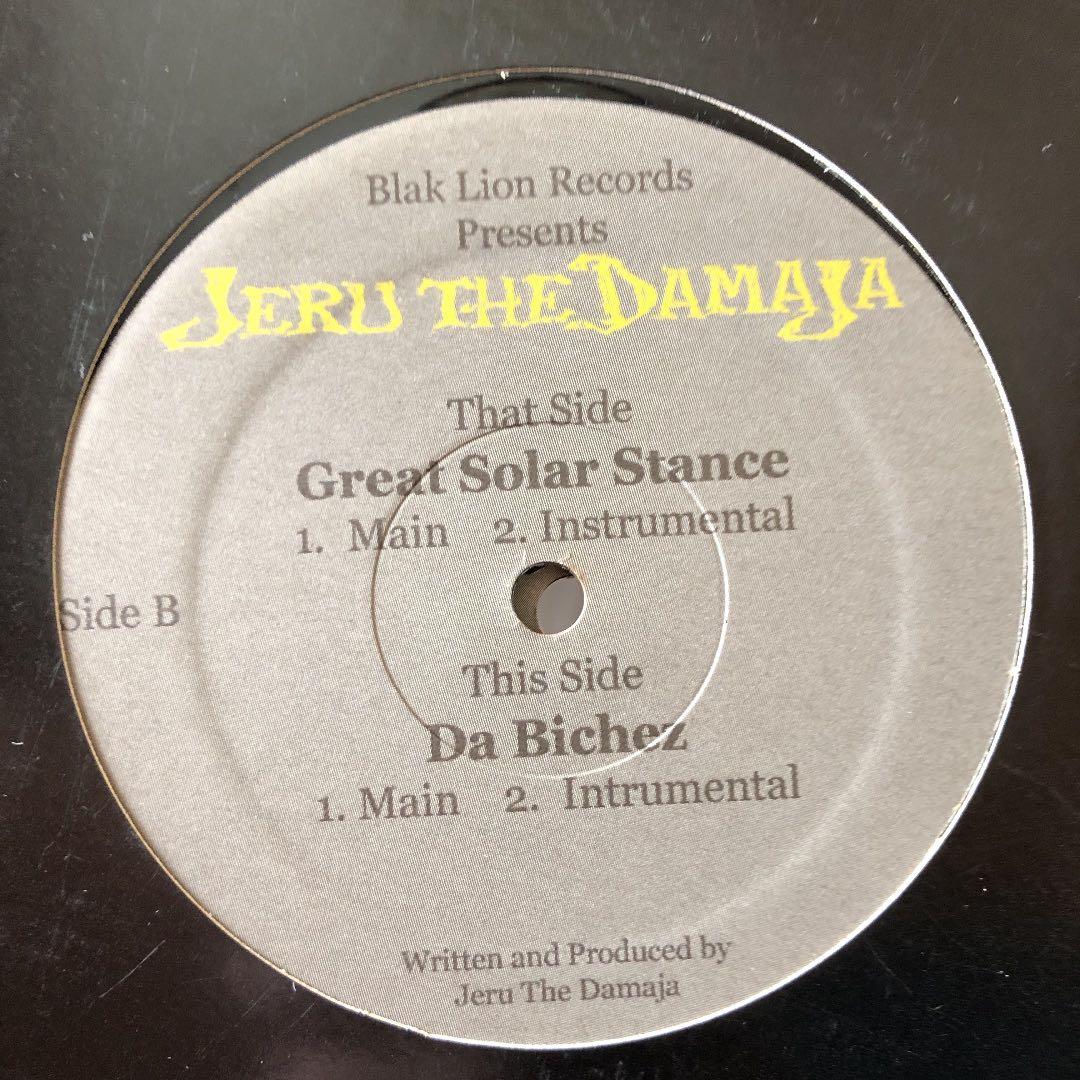 Blak Lion Records
Presents
JERU THE DAMAJA
That Side
Great Solar Stance
1. Main 2. Instrumental
Side B
This Side
Da Bichez
1. Main 2. Intrumental
Written and Produced by
Jeru The Damaja